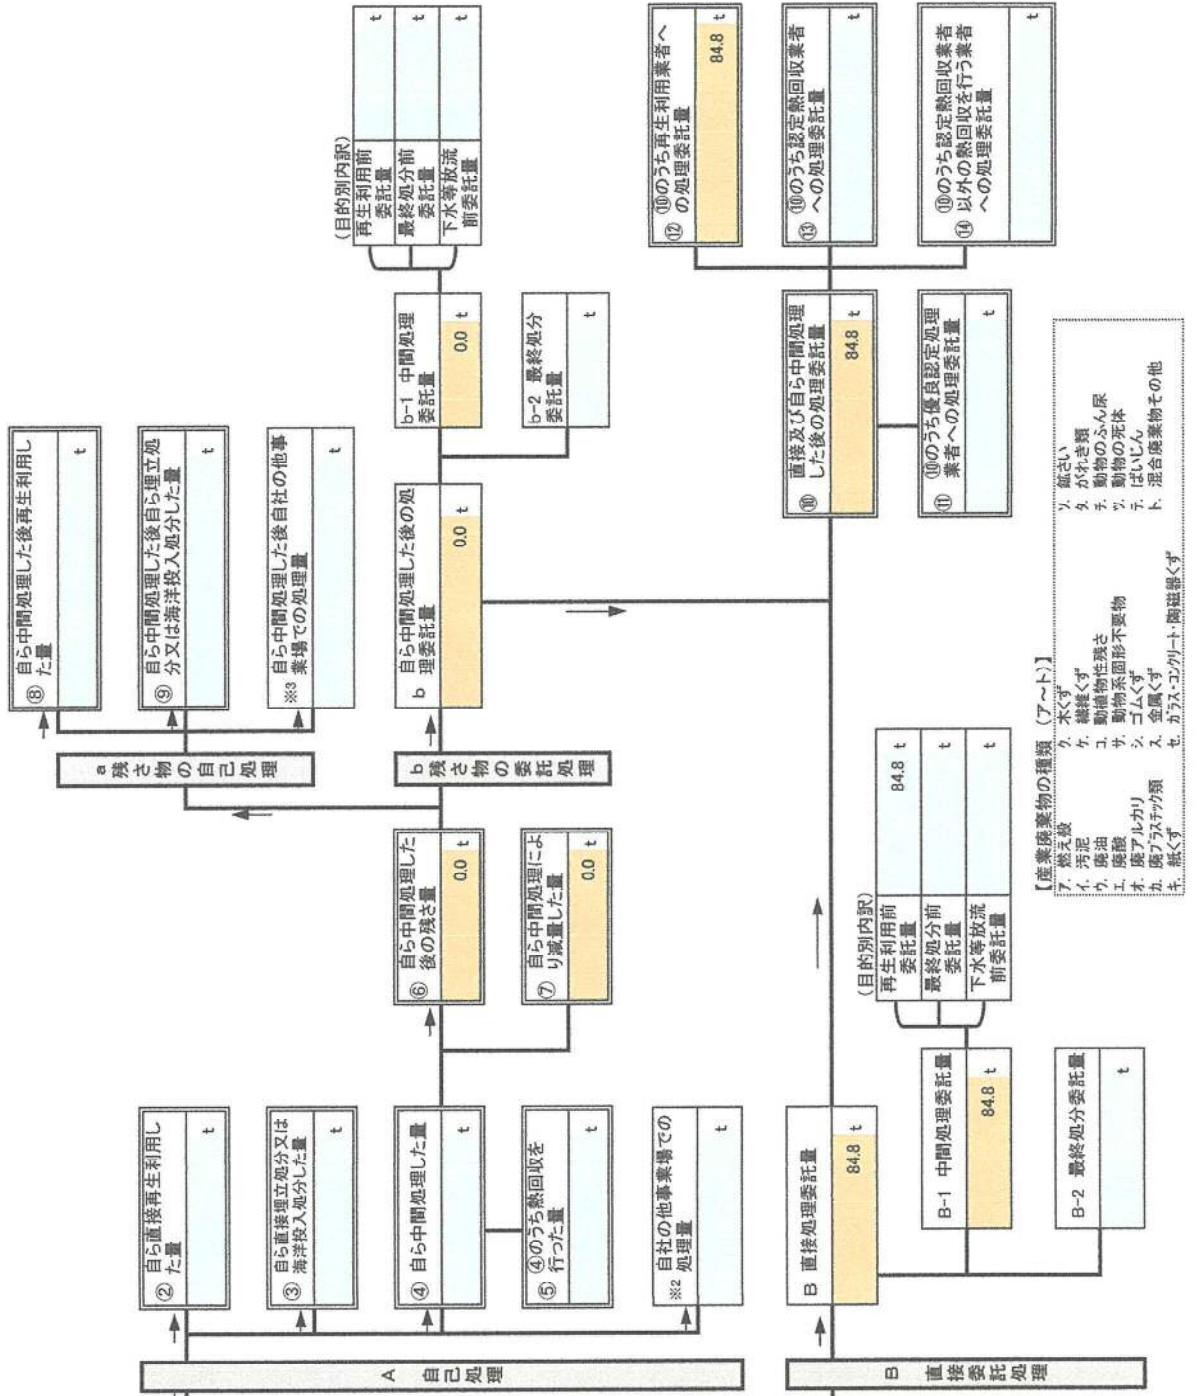 A 自己処理
② 自ら直接再生利用し
た量
t
③ 自ら直接埋立処分又は
海洋投入処分した量
t
④ 自ら中間処理した量
t
⑤ ④のうち熱回収を
行った量
t
※2 自社の他事業場での
処理量
t
⑥ 自ら中間処理した
後の残さ量
0.0 t
⑦ 自ら中間処理によ
り減量した量
0.0 t
a 残さ物の自己処理
⑧ 自ら中間処理した後再生利用し
た量
t
⑨ 自ら中間処理した後自ら埋立処
分又は海洋投入処分した量
t
※3 自ら中間処理した後自社の他事
業場での処理量
t
b 残さ物の委託処理
b 自ら中間処理した後の処
理委託量
0.0 t
b-1 中間処理
委託量
0.0 t
b-2 最終処分
委託量
t
(目的別内訳)
再生利用前
委託量
t
最終処分前
委託量
t
下水等放流
前委託量
t
B 直接委託処理
B 直接処理委託量
84.8 t
B-1 中間処理委託量
84.8 t
B-2 最終処分委託量
t
(目的別内訳)
再生利用前
委託量
84.8 t
最終処分前
委託量
t
下水等放流
前委託量
t
⑩ 直接及び自ら中間処理
した後の処理委託量
84.8 t
⑪ ⑩のうち優良認定処理
業者への処理委託量
t
⑫ ⑩のうち再生利用業者へ
の処理委託量
84.8 t
⑬ ⑩のうち認定熱回収業者
への処理委託量
t
⑭ ⑩のうち認定熱回収業者
以外の熱回収を行う業者
への処理委託量
t
【産業廃棄物の種類 (ア~ト)】
ア. 燃え殻
イ. 汚泥
ウ. 廃油
エ. 廃酸
オ. 廃アルカリ
カ. 廃プラスチック類
キ. 紙くず
ク. 木くず
ケ. 繊維くず
コ. 動植物性残さ
サ. 動物系固形不要物
シ. ゴムくず
ス. 金属くず
セ. ガラス・コンクリート・陶磁器くず
ソ. 鉱さい
タ. がれき類
チ. 動物のふん尿
ツ. 動物の死体
テ. ばいじん
ト. 混合廃棄物その他